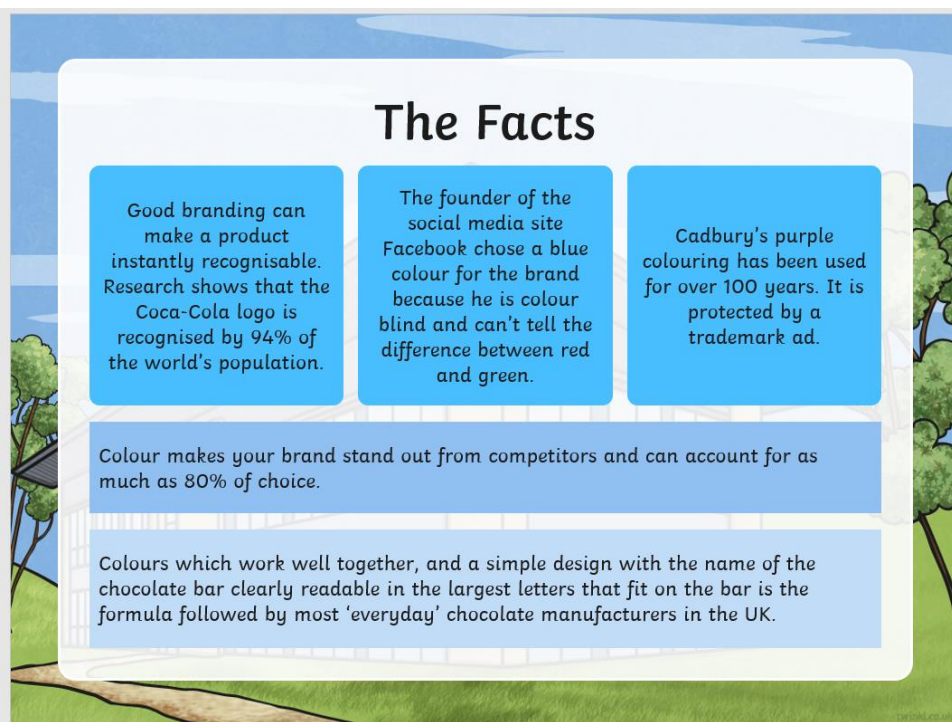 The Facts
Good branding can
make a product
instantly recognisable.
Research shows that the
Coca-Cola logo is
recognised by 94% of
the world's population.
The founder of the
social media site
Facebook chose a blue
colour for the brand
because he is colour
blind and can't tell the
difference between red
and green.
Cadbury's purple
colouring has been used
for over 100 years. It is
protected by a
trademark ad.
Colour makes your brand stand out from competitors and can account for as
much as 80% of choice.
Colours which work well together, and a simple design with the name of the
chocolate bar clearly readable in the largest letters that fit on the bar is the
formula followed by most 'everyday' chocolate manufacturers in the UK.